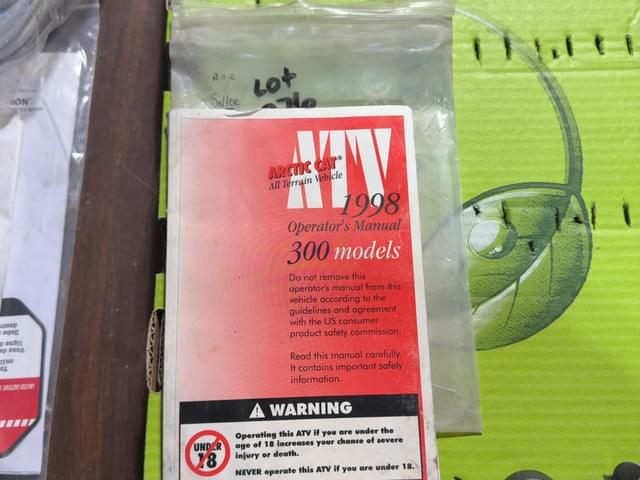 LOT
Seller
ATV
ARCTIC CAT®
All Terrain Vehicle
1998
Operator's Manual
300 models
Do not remove this
operator's manual from this
vehicle according to the
guidelines and agreement
with the US consumer
product safety commission.
Read this manual carefully.
It contains important safety
information.
WARNING
UNDER
18
Operating this ATV if you are under the
age of 18 increases your chance of severe
injury or death.
NEVER operate this ATV if you are under 18.